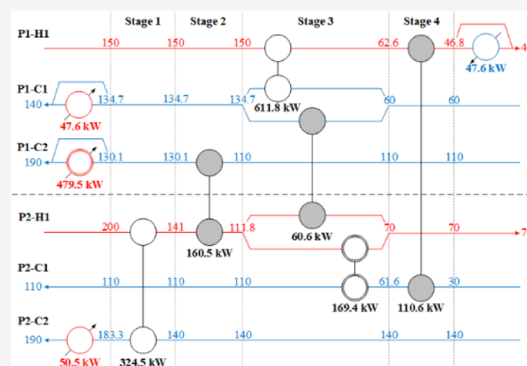 Stage 1 Stage 2 Stage 3 Stage 4
P1-H1
150 150 150 62.6 46.8 4
47.6 kW
P1-C1
140 134.7 134.7 134.7 60 60
47.6 kW 611.8 kW
P1-C2
190 130.1 130.1 110 110 110
479.5 kW
P2-H1
200 141 111.8 70 70 7
160.5 kW 60.6 kW
P2-C1
110 110 110 110 61.6 30
169.4 kW 110.6 kW
P2-C2
190 183.3 140 140 140 140
50.5 kW 324.5 kW